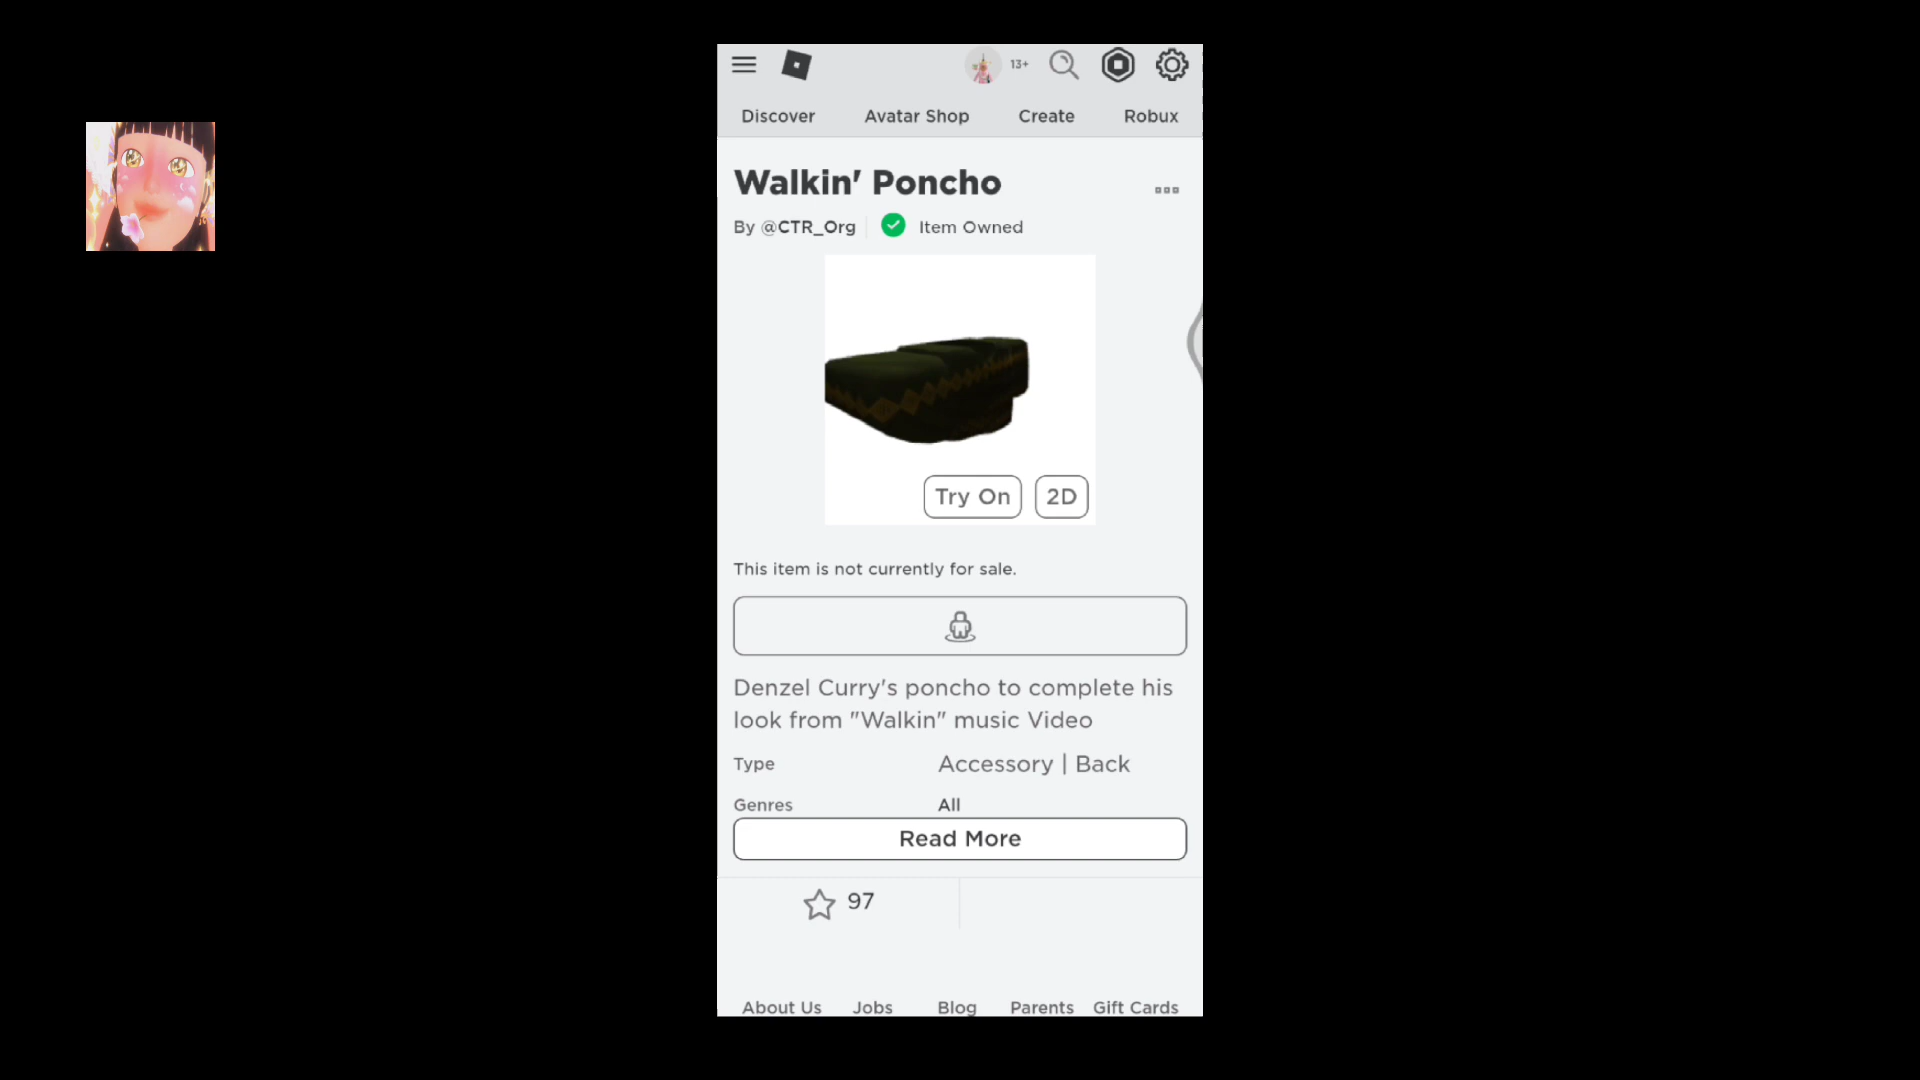 13+
Discover Avatar Shop Create Robux
Walkin' Poncho
By @CTR_Org Item Owned
Try On 2D
This item is not currently for sale.
Denzel Curry's poncho to complete his
look from "Walkin" music Video
Type Accessory | Back
Genres All
Read More
97
About Us Jobs Blog Parents Gift Cards